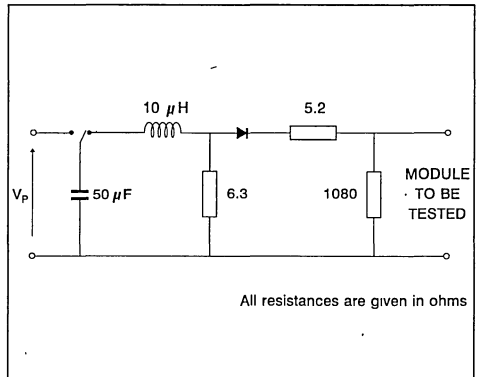 10 μH
5.2
V_P
50 μF
6.3
1080
MODULE
TO BE
TESTED
All resistances are given in ohms